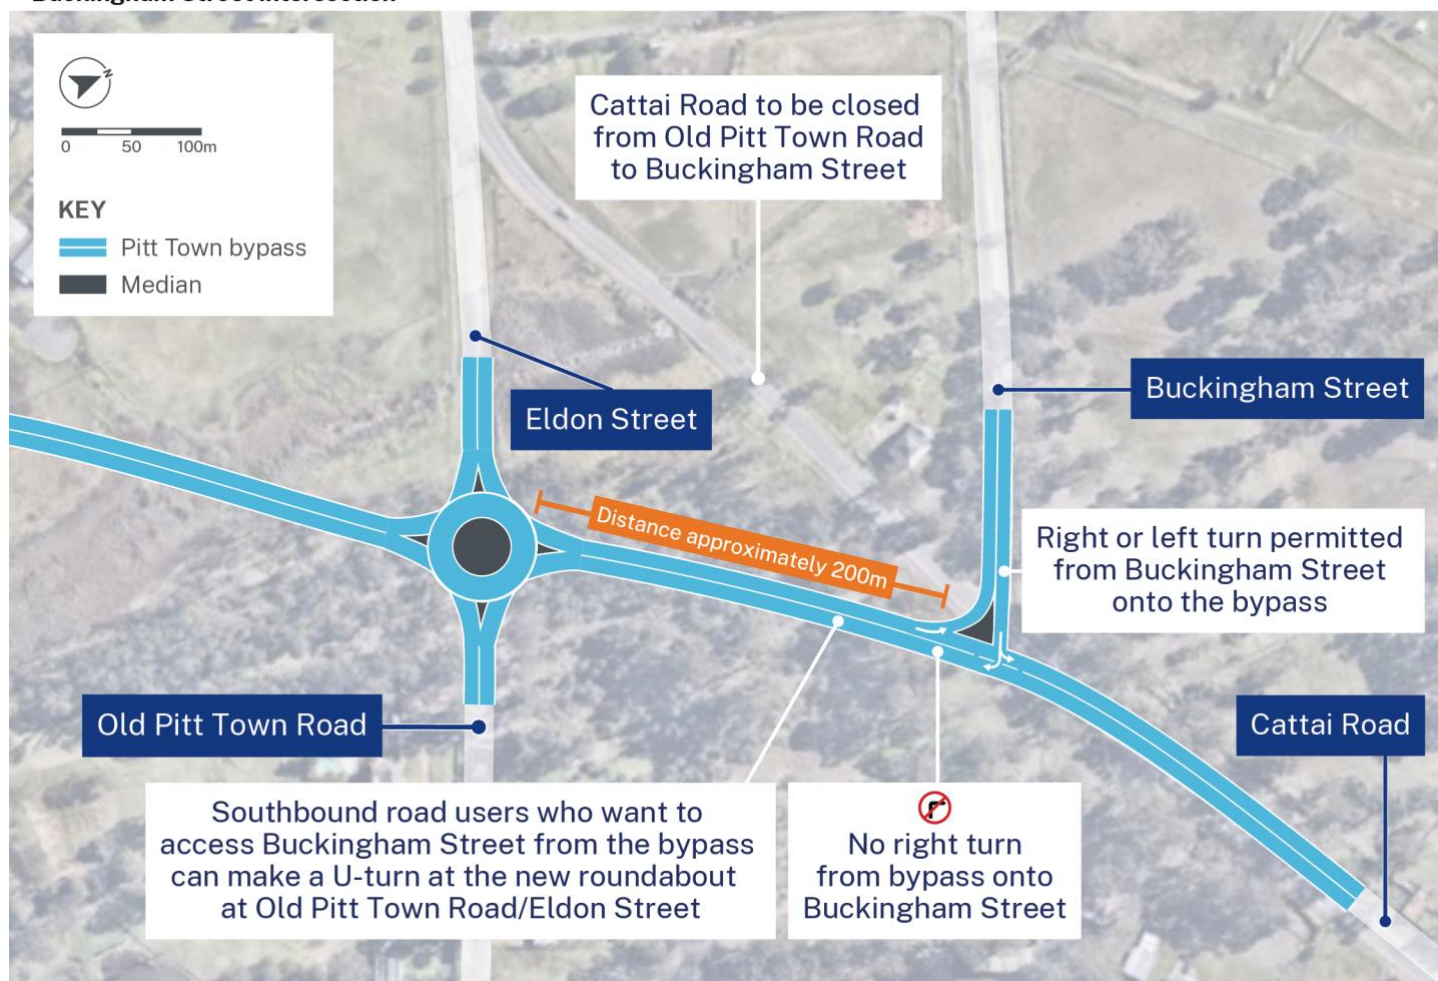 Buckingham Street intersection
N
0 50 100m
KEY
Pitt Town bypass
Median
Cattai Road to be closed
from Old Pitt Town Road
to Buckingham Street
Eldon Street
Buckingham Street
Distance approximately 200m
Right or left turn permitted
from Buckingham Street
onto the bypass
Old Pitt Town Road
Cattai Road
Southbound road users who want to
access Buckingham Street from the bypass
can make a U-turn at the new roundabout
at Old Pitt Town Road/Eldon Street
No right turn
from bypass onto
Buckingham Street